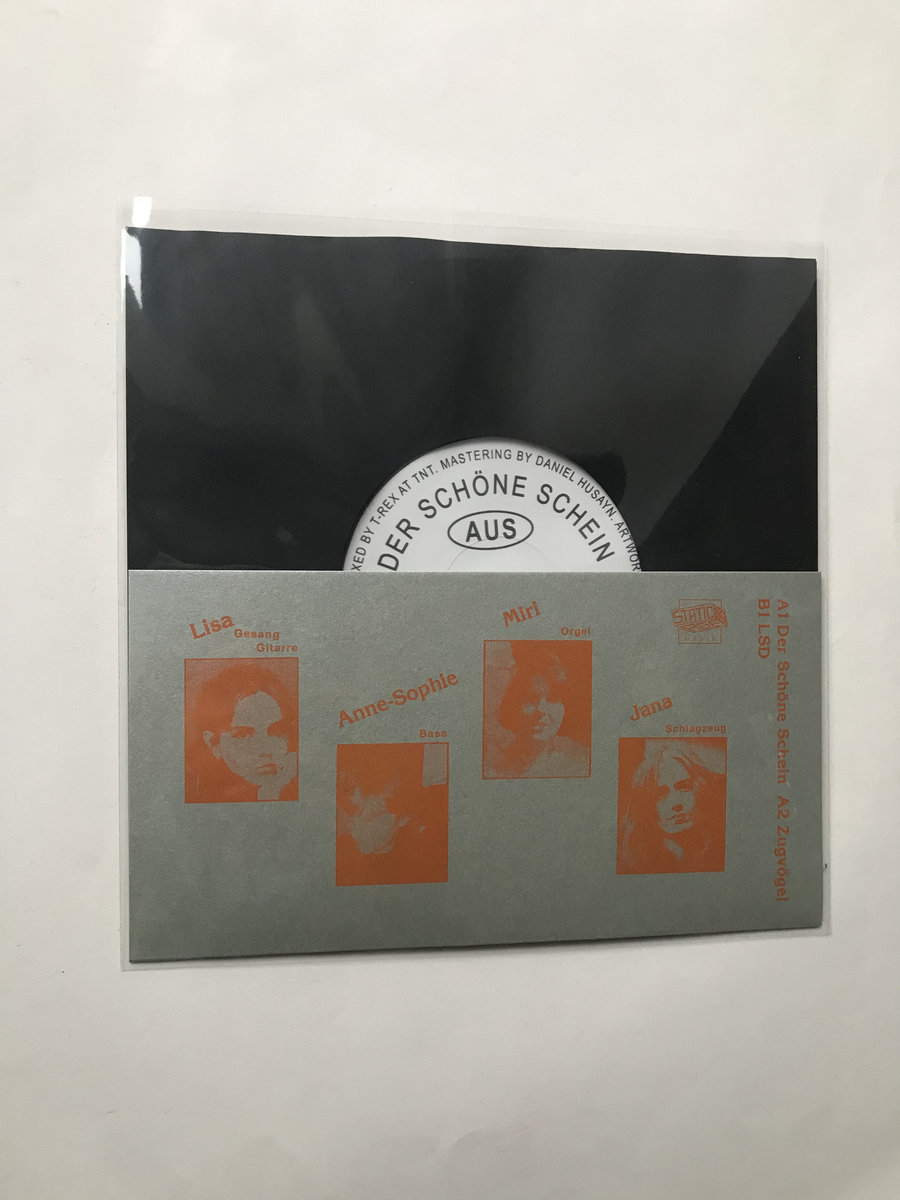 XED BY T-REX AT TNT. MASTERING BY DANIEL HUSAYN. ARTWOR
DER SCHÖNE SCHEIN
AUS
Lisa
Gesang
Gitarre
Anne-Sophie
Bass
Miri
Orgel
Jana
Schlagzeug
STATIC
A1 Der Schöne Schein A2 Zugvögel
B1 LSD